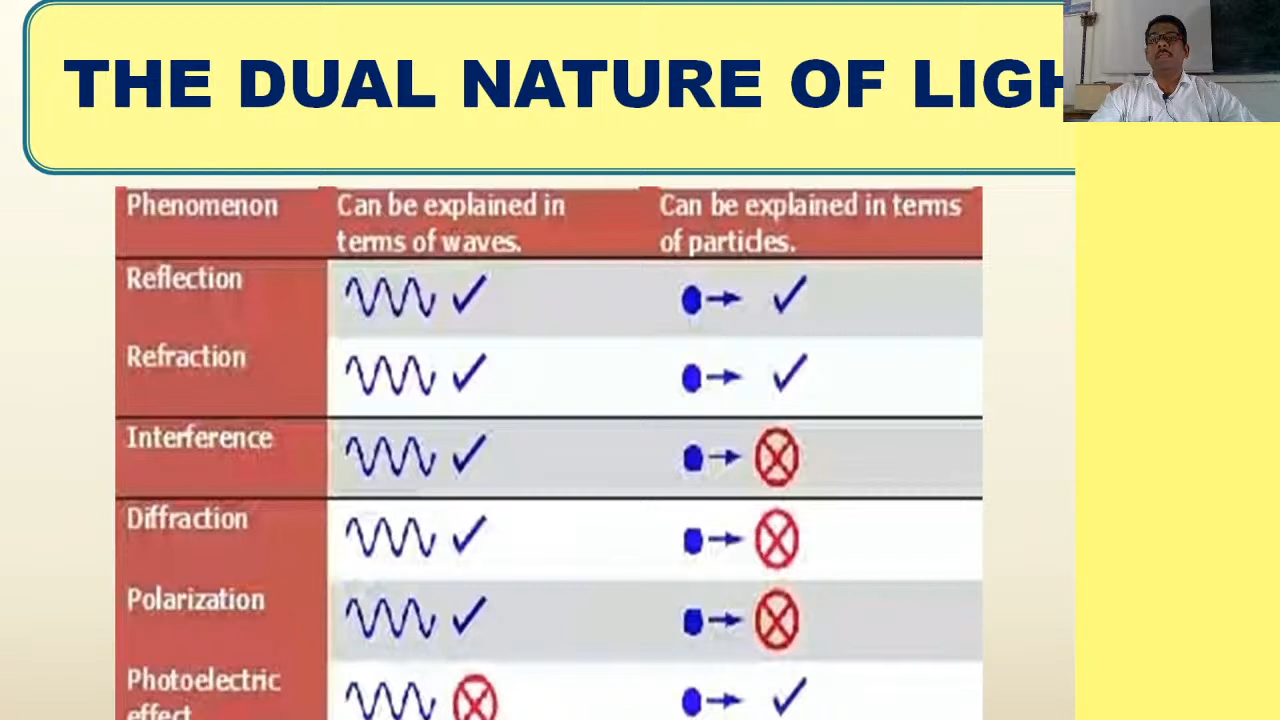 THE DUAL NATURE OF LIGH
Phenomenon
Can be explained in
terms of waves.
Can be explained in terms
of particles.
Reflection
Refraction
Interference
Diffraction
Polarization
Photoelectric
effect